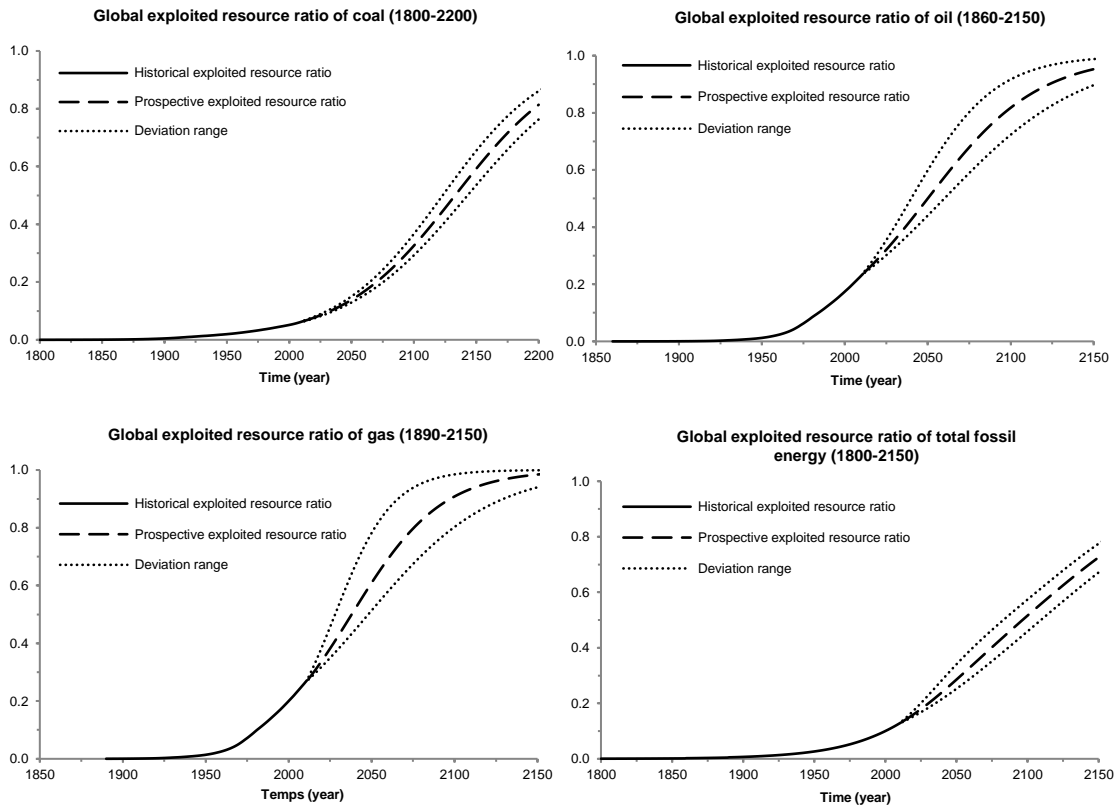 Global exploited resource ratio of coal (1800-2200)
1.0
0.8
0.6
0.4
0.2
0.0
Historical exploited resource ratio
Prospective exploited resource ratio
Deviation range
1800 1850 1900 1950 2000 2050 2100 2150 2200
Time (year)
Global exploited resource ratio of oil (1860-2150)
1.0
0.8
0.6
0.4
0.2
0.0
Historical exploited resource ratio
Prospective exploited resource ratio
Deviation range
1850 1900 1950 2000 2050 2100 2150
Time (year)
Global exploited resource ratio of gas (1890-2150)
1.0
0.8
0.6
0.4
0.2
0.0
Historical exploited resource ratio
Prospective exploited resource ratio
Deviation range
1850 1900 1950 2000 2050 2100 2150
Temps (year)
Global exploited resource ratio of total fossil
energy (1800-2150)
1.0
0.8
0.6
0.4
0.2
0.0
Historical exploited resource ratio
Prospective exploited resource ratio
Deviation range
1800 1850 1900 1950 2000 2050 2100 2150
Time (year)